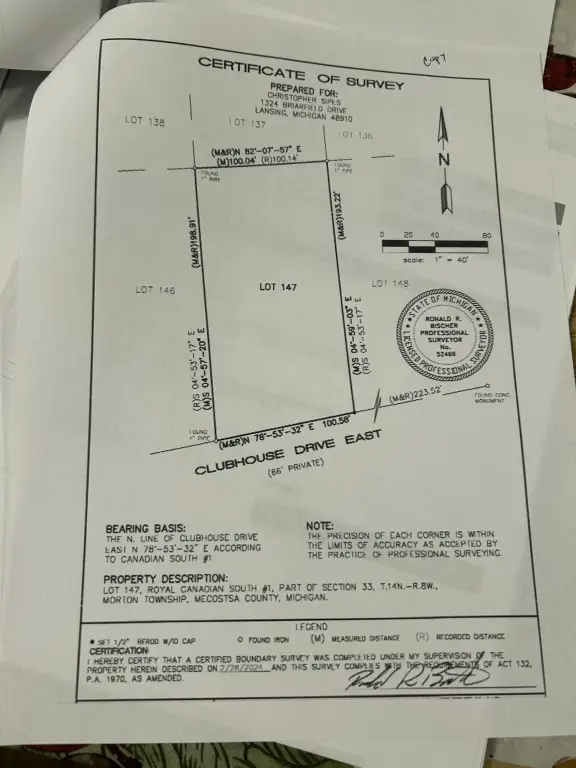 COPY
CERTIFICATE OF SURVEY
PREPARED FOR:
CHRISTOPHER SIPES
1324 BRIARFIELD DRIVE
LANSING, MICHIGAN 48910
LOT 138
LOT 137
LOT 136
(M&R)N 82°-07'-57" E
(M)100.04' (R)100.14'
FOUND
1" PIPE
FOUND
1" PIPE
N
(M&R)198.91'
(M&R)193.22'
0 20 40 80
scale: 1" = 40'
LOT 146
LOT 147
LOT 148
STATE OF MICHIGAN
RONALD R.
BISCHER
PROFESSIONAL
SURVEYOR
No.
52469
LICENSED PROFESSIONAL SURVEYOR
(R)S 04°-53'-17" E
(M)S 04°-57'-20" E
(M)S 04°-59'-03" E
(R)S 04°-53'-17" E
(M&R)223.52'
FOUND CONC.
MONUMENT
FOUND
1" PIPE
(M&R)N 78°-53'-32" E 100.58'
CLUBHOUSE DRIVE EAST
(66' PRIVATE)
BEARING BASIS:
THE N. LINE OF CLUBHOUSE DRIVE
EAST N 78°-53'-32" E ACCORDING
TO CANADIAN SOUTH #1
NOTE:
THE PRECISION OF EACH CORNER IS WITHIN
THE LIMITS OF ACCURACY AS ACCEPTED BY
THE PRACTICE OF PROFESSIONAL SURVEYING.
PROPERTY DESCRIPTION:
LOT 147, ROYAL CANADIAN SOUTH #1, PART OF SECTION 33, T.14N.-R.8W.,
MORTON TOWNSHIP, MECOSTSA COUNTY, MICHIGAN.
LEGEND
SET 1/2" REROD W/ID CAP FOUND IRON (M) MEASURED DISTANCE (R) RECORDED DISTANCE
CERTIFICATION:
I HEREBY CERTIFY THAT A CERTIFIED BOUNDARY SURVEY WAS COMPLETED UNDER MY SUPERVISION OF THE
PROPERTY HEREIN DESCRIBED ON 2/28/2024 AND THIS SURVEY COMPLIES WITH THE REQUIREMENTS OF ACT 132,
P.A. 1970, AS AMENDED.